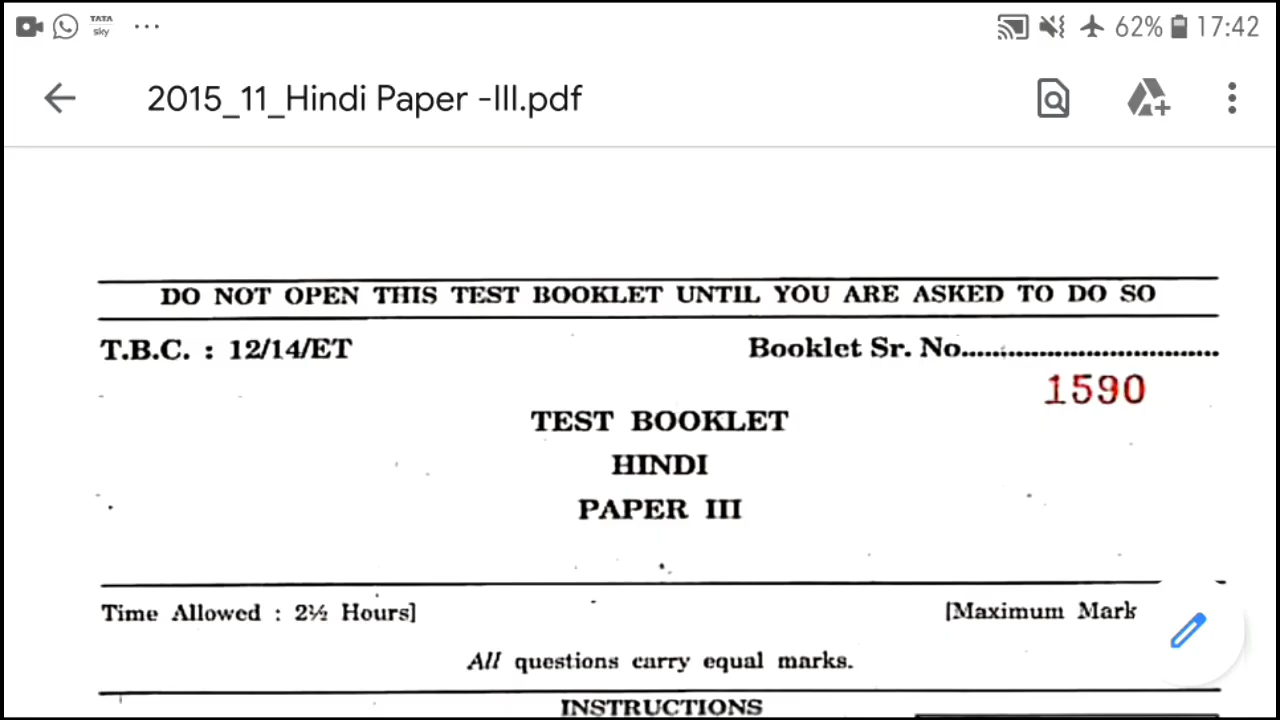 TATA sky ... 62% 17:42
2015_11_Hindi Paper -III.pdf
DO NOT OPEN THIS TEST BOOKLET UNTIL YOU ARE ASKED TO DO SO
T.B.C. : 12/14/ET Booklet Sr. No..........................................
1590
TEST BOOKLET
HINDI
PAPER III
Time Allowed : 2½ Hours] [Maximum Mark
All questions carry equal marks.
INSTRUCTIONS